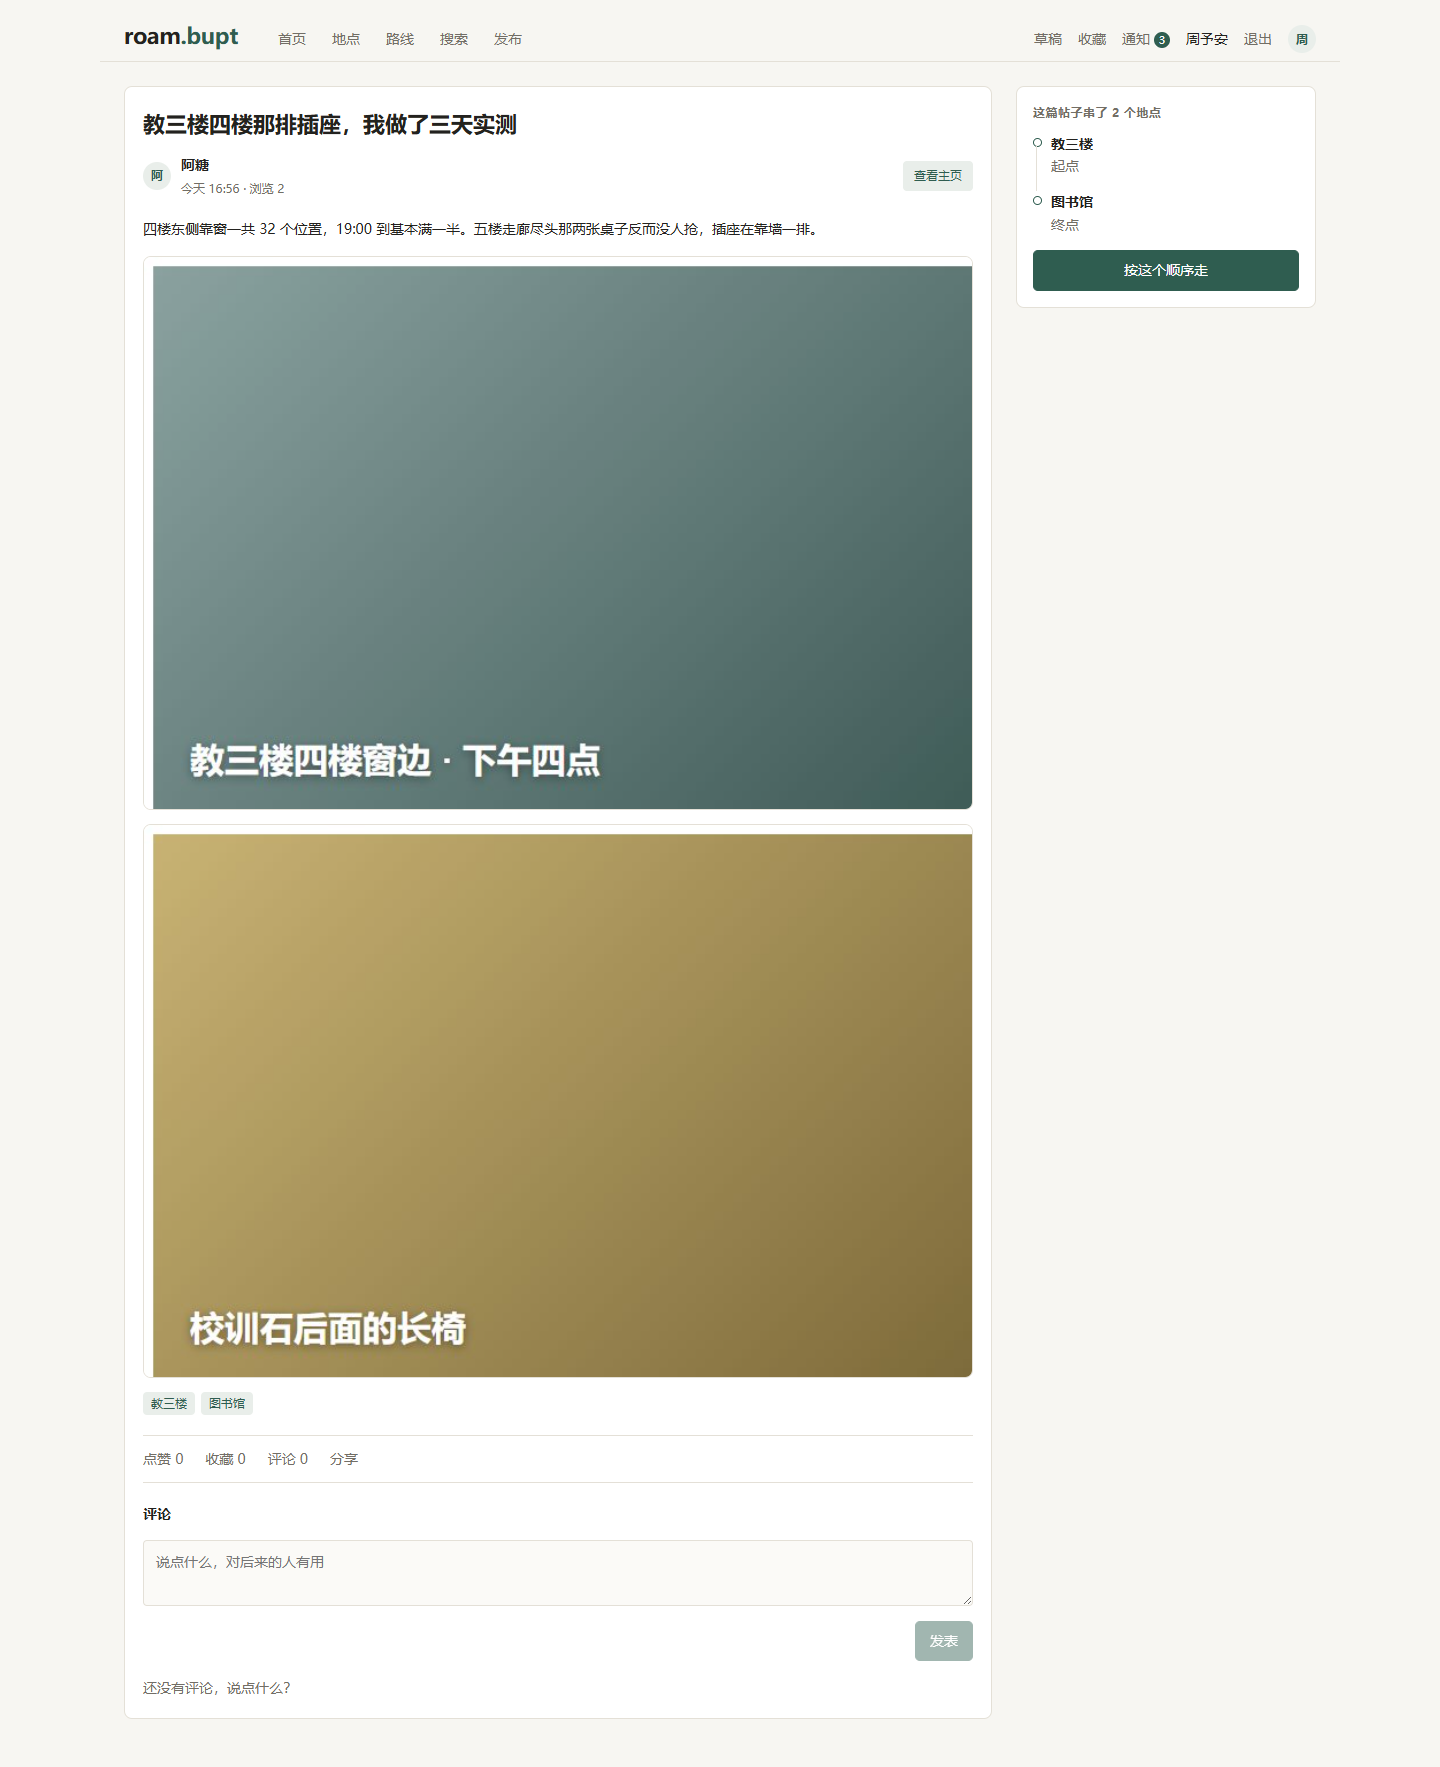 roam.bupt
首页 地点 路线 搜索 发布
草稿 收藏 通知 3 周予安 退出 周
教三楼四楼那排插座，我做了三天实测
阿
阿糖
今天 16:56 · 浏览 2
查看主页
四楼东侧靠窗一共 32 个位置，19:00 到基本满一半。五楼走廊尽头那两张桌子反而没人抢，插座在靠墙一排。
教三楼四楼窗边 · 下午四点
校训石后面的长椅
教三楼 图书馆
点赞 0 收藏 0 评论 0 分享
评论
说点什么，对后来的人有用
发表
还没有评论，说点什么？
这篇帖子串了 2 个地点
教三楼
起点
图书馆
终点
按这个顺序走